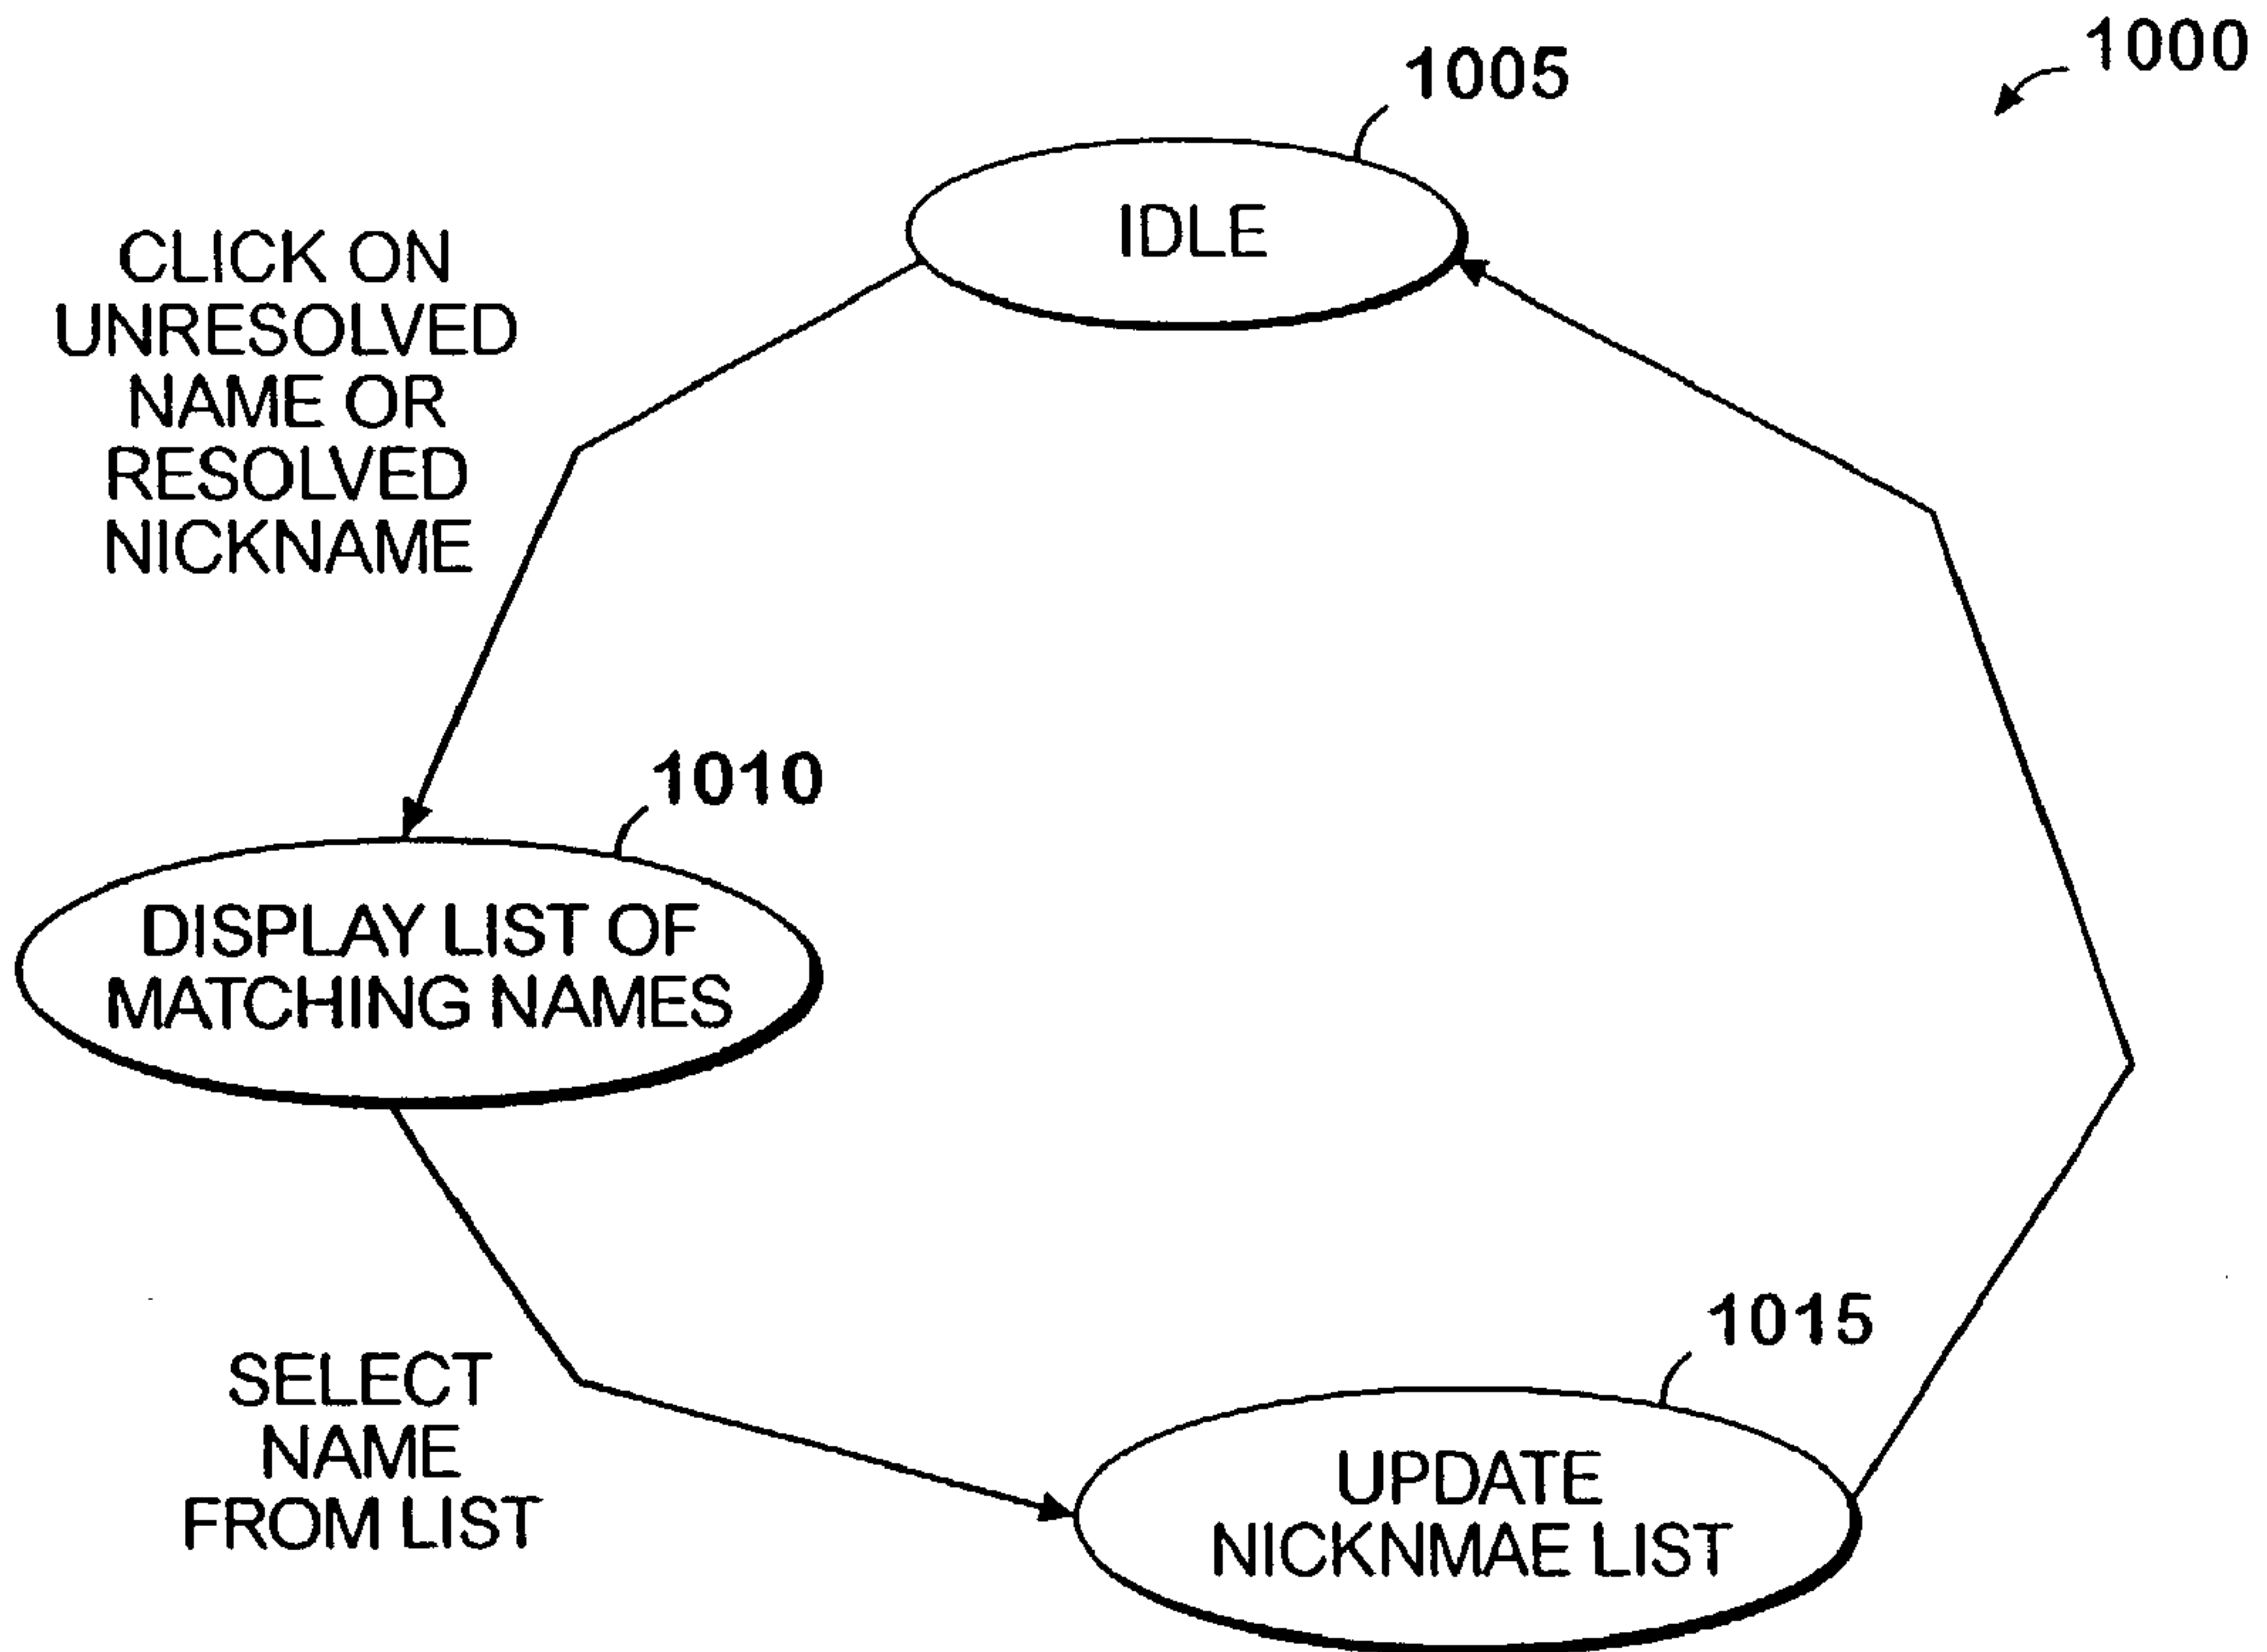 1000
1005
IDLE
CLICK ON
UNRESOLVED
NAME OR
RESOLVED
NICKNAME
1010
DISPLAY LIST OF
MATCHING NAMES
SELECT
NAME
FROM LIST
1015
UPDATE
NICKNMAE LIST